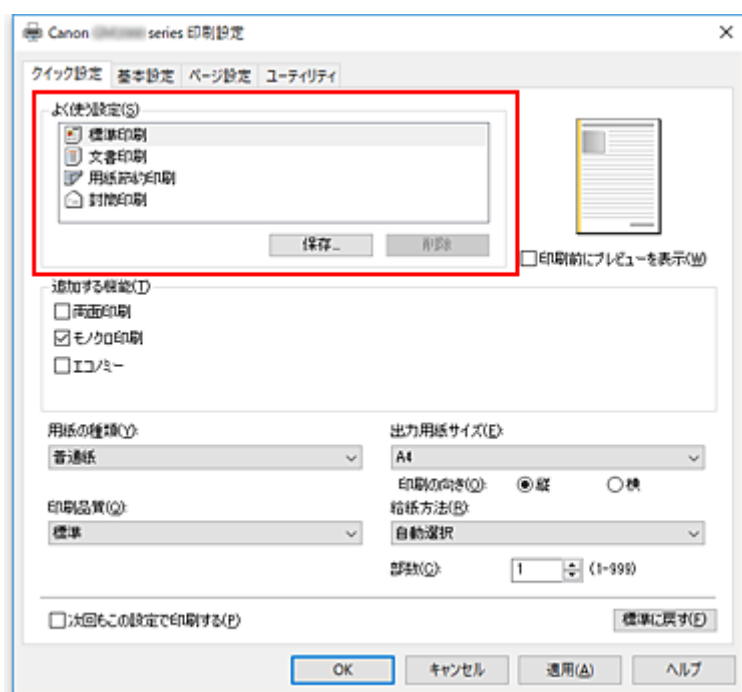 Canon series 印刷設定
クイック設定 基本設定 ページ設定 ユーティリティ
よく使う設定(S)
標準印刷
文書印刷
用紙節約印刷
封筒印刷
保存...
削除
印刷前にプレビューを表示(W)
追加する機能(T)
両面印刷
モノクロ印刷
エコノミー
用紙の種類(Y):
普通紙
出力用紙サイズ(E):
A4
印刷の向き(O): 縦 横
印刷品質(Q):
標準
給紙方法(R):
自動選択
部数(C): 1 (1-999)
次回もこの設定で印刷する(P)
標準に戻す(F)
OK キャンセル 適用(A) ヘルプ